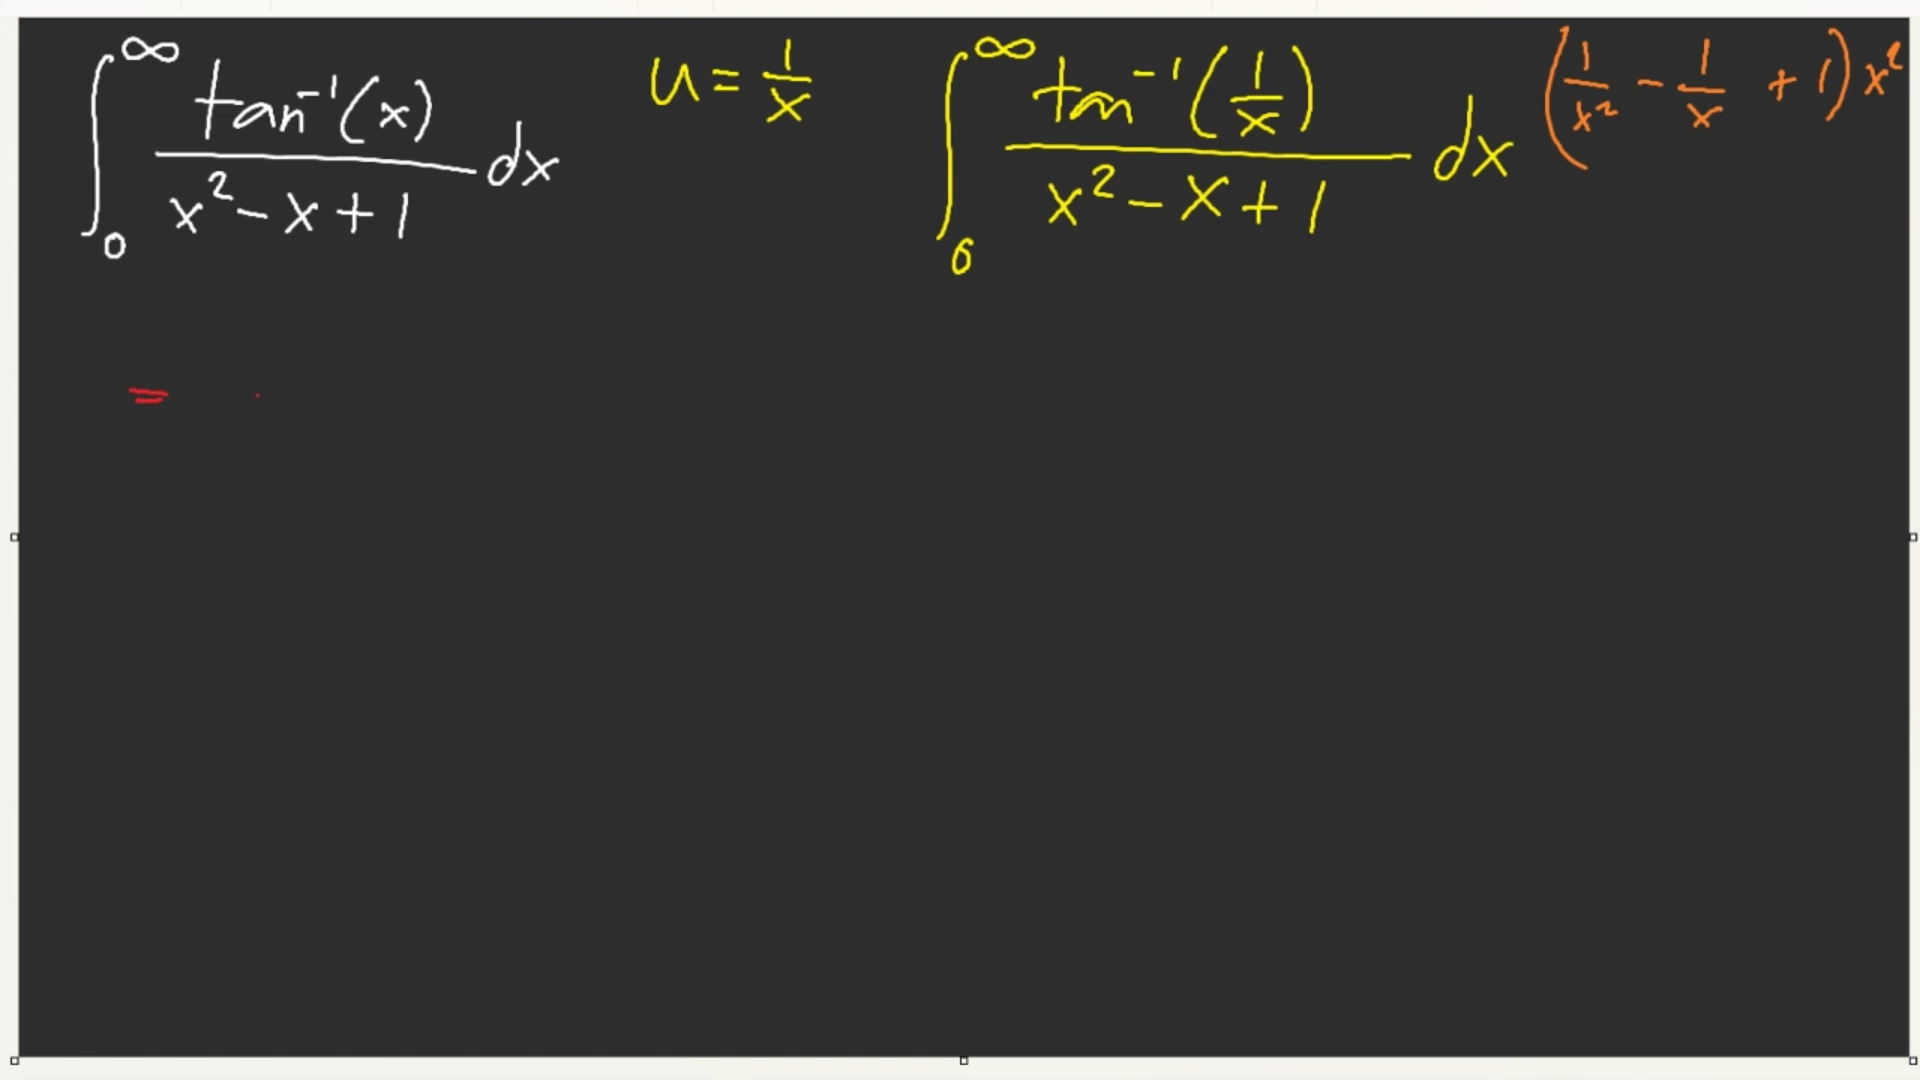 ∫₀^∞ tan⁻¹(x) / (x² - x + 1) dx   u = 1/x   ∫₀^∞ tan⁻¹(1/x) / (x² - x + 1) dx   (1/x² - 1/x + 1) x²
=